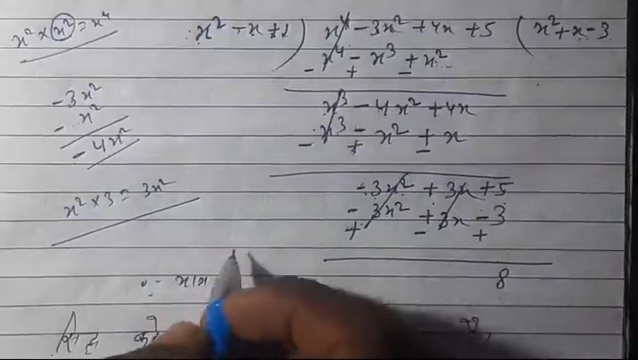 x² × x² = x⁴
x² - x + 1 ) x⁴ - 3x² + 4x + 5 ( x² + x - 3
x⁴ - x³ + x²
- + -
x³ - 4x² + 4x
x³ - x² + x
- + -
- 3x² + 3x + 5
- 3x² + 3x - 3
+ - +
8
- 3x²
- x²
- 4x²
x² × 3 = 3x²